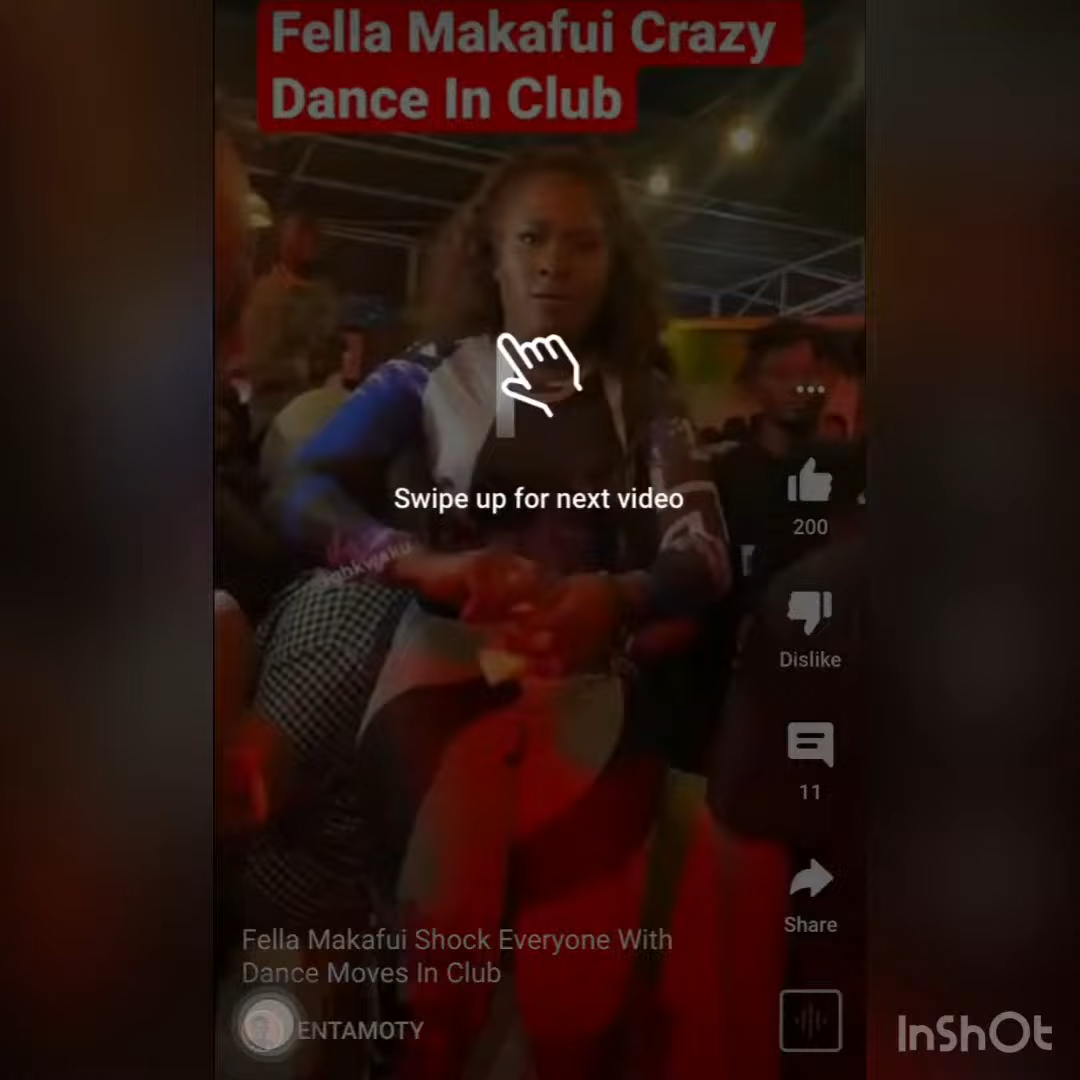 Fella Makafui Crazy
Dance In Club
Swipe up for next video
200
Dislike
11
Share
Fella Makafui Shock Everyone With
Dance Moves In Club
ENTAMOTY
InShOt